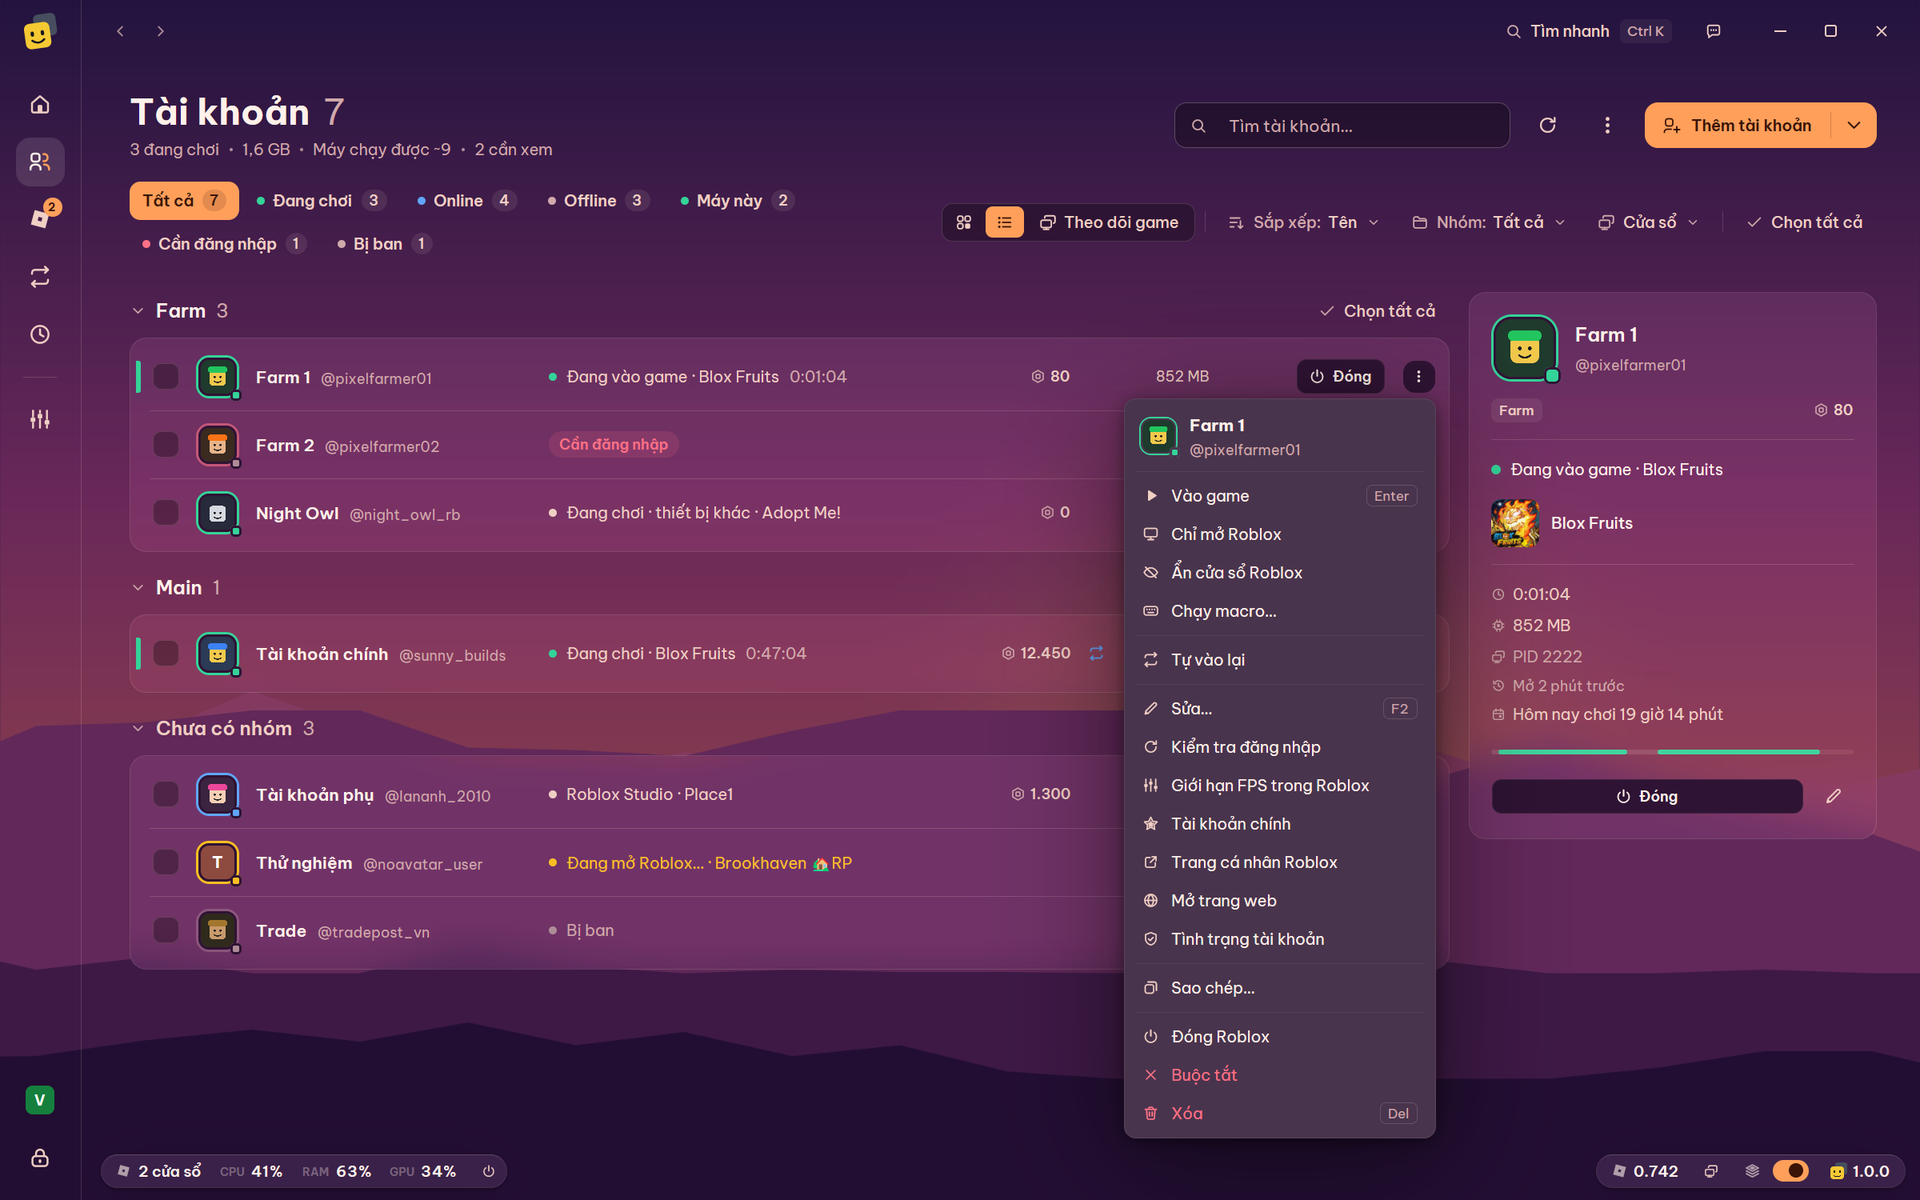 Tìm nhanh Ctrl K
Tài khoản 7
3 đang chơi • 1,6 GB • Máy chạy được ~9 • 2 cần xem
Tìm tài khoản...
Thêm tài khoản
2
Tất cả 7
Đang chơi 3
Online 4
Offline 3
Máy này 2
Cần đăng nhập 1
Bị ban 1
Theo dõi game
Sắp xếp: Tên
Nhóm: Tất cả
Cửa sổ
Chọn tất cả
Farm 3
Chọn tất cả
Farm 1 @pixelfarmer01 Đang vào game · Blox Fruits 0:01:04 80 852 MB Đóng
Farm 2 @pixelfarmer02 Cần đăng nhập
Night Owl @night_owl_rb Đang chơi · thiết bị khác · Adopt Me! 0
Main 1
Tài khoản chính @sunny_builds Đang chơi · Blox Fruits 0:47:04 12.450
Chưa có nhóm 3
Tài khoản phụ @lananh_2010 Roblox Studio · Place1 1.300
T Thử nghiệm @noavatar_user Đang mở Roblox... · Brookhaven 🏡RP
Trade @tradepost_vn Bị ban
Farm 1
@pixelfarmer01
Vào game Enter
Chỉ mở Roblox
Ẩn cửa sổ Roblox
Chạy macro...
Tự vào lại
Sửa... F2
Kiểm tra đăng nhập
Giới hạn FPS trong Roblox
Tài khoản chính
Trang cá nhân Roblox
Mở trang web
Tình trạng tài khoản
Sao chép...
Đóng Roblox
Buộc tắt
Xóa Del
Farm 1
@pixelfarmer01
Farm 80
Đang vào game · Blox Fruits
BLOX FRUITS
Blox Fruits
0:01:04
852 MB
PID 2222
Mở 2 phút trước
Hôm nay chơi 19 giờ 14 phút
Đóng
V
2 cửa sổ CPU 41% RAM 63% GPU 34%
0.742
1.0.0